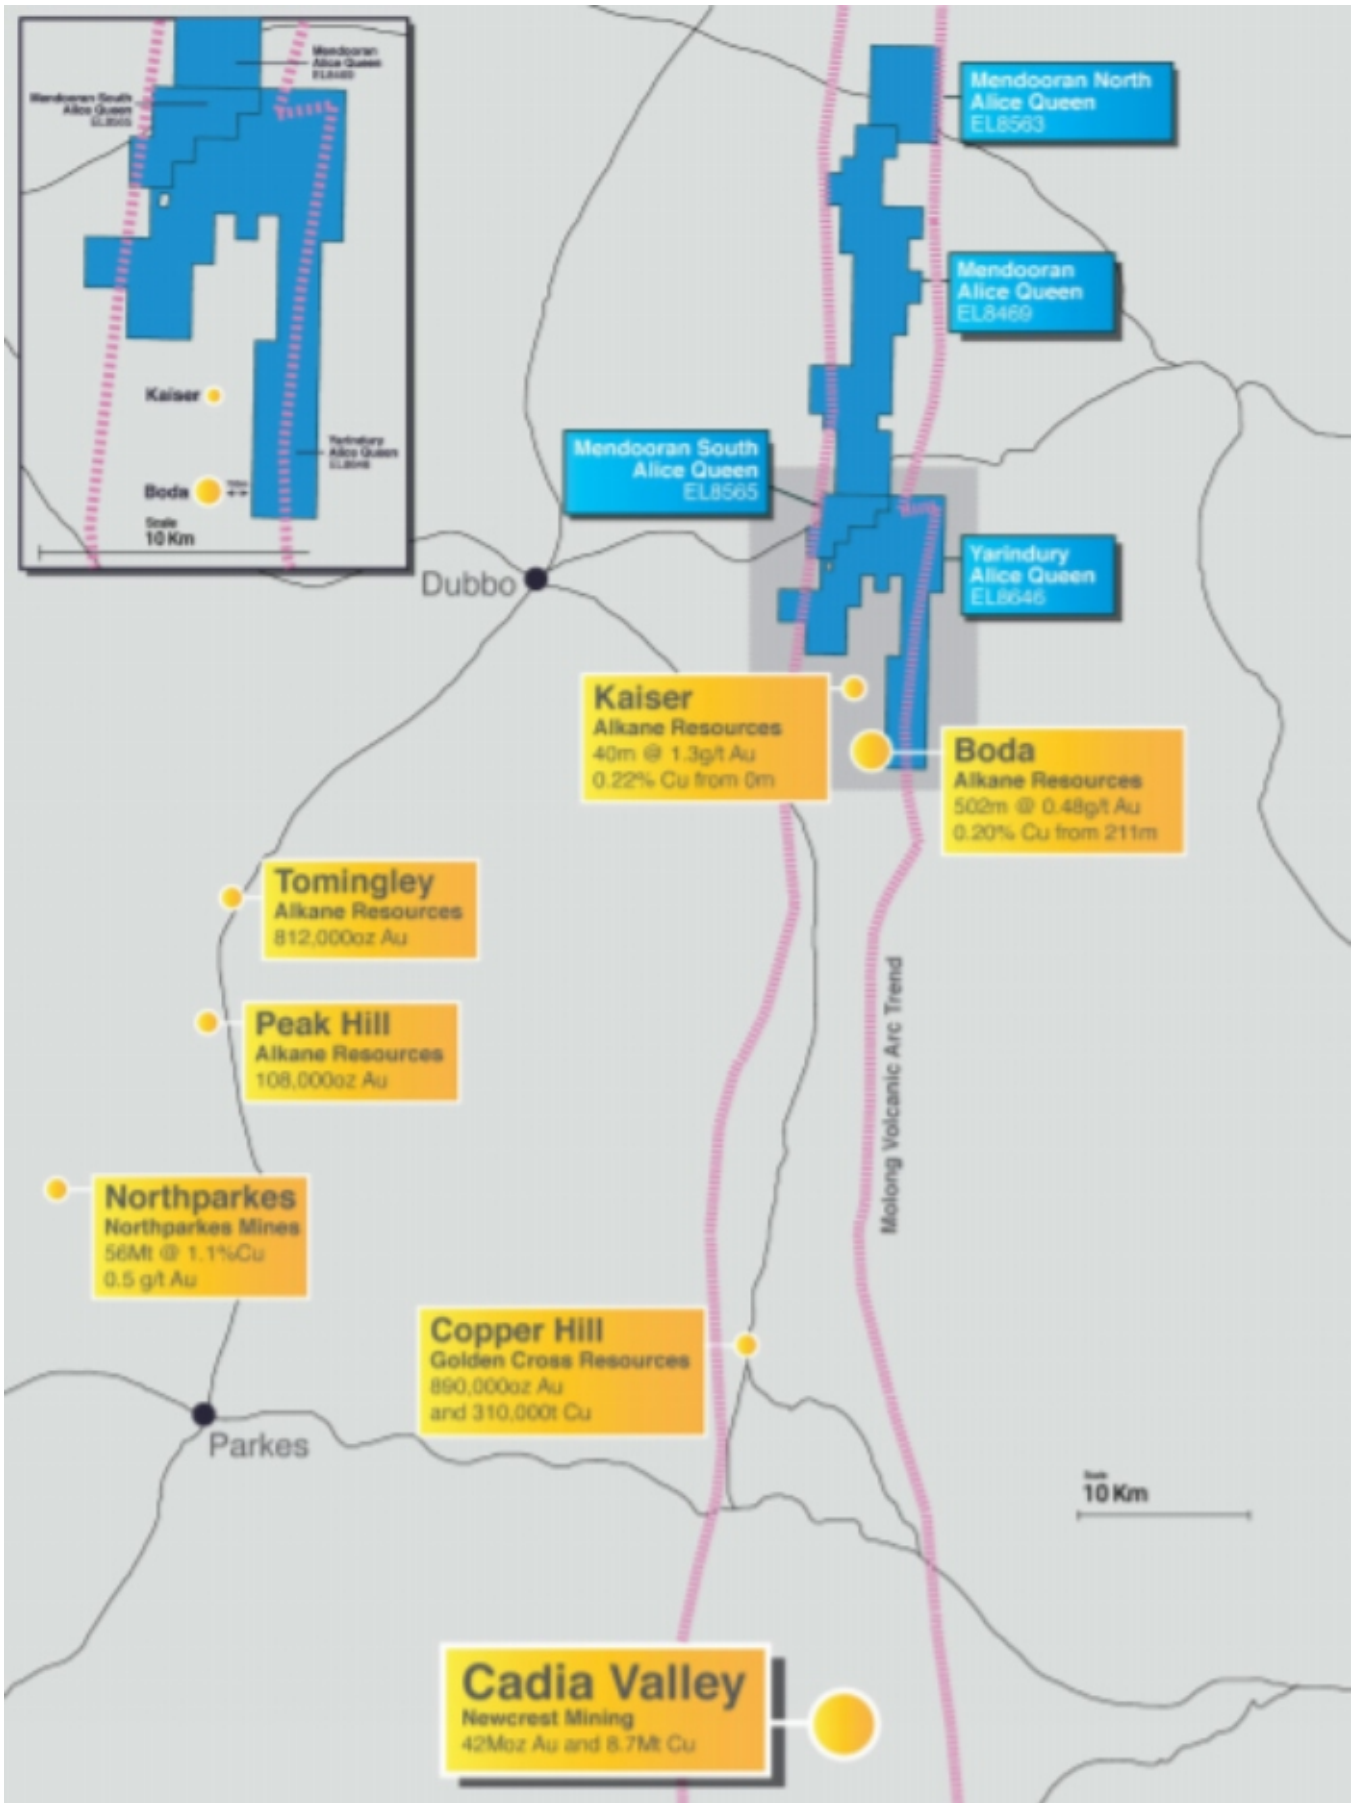 Mendooran
Alice Queen
EL8469
Mendooran South
Alice Queen
EL8565
Kaiser
Boda
Yarindury
Alice Queen
EL8646
Scale
10 Km
Mendooran North
Alice Queen
EL8563
Mendooran
Alice Queen
EL8469
Mendooran South
Alice Queen
EL8565
Yarindury
Alice Queen
EL8646
Dubbo
Kaiser
Alkane Resources
40m @ 1.3g/t Au
0.22% Cu from 0m
Boda
Alkane Resources
502m @ 0.48g/t Au
0.20% Cu from 211m
Tomingley
Alkane Resources
812,000oz Au
Peak Hill
Alkane Resources
108,000oz Au
Molong Volcanic Arc Trend
Northparkes
Northparkes Mines
56Mt @ 1.1%Cu
0.5 g/t Au
Copper Hill
Golden Cross Resources
890,000oz Au
and 310,000t Cu
Parkes
Scale
10 Km
Cadia Valley
Newcrest Mining
42Moz Au and 8.7Mt Cu